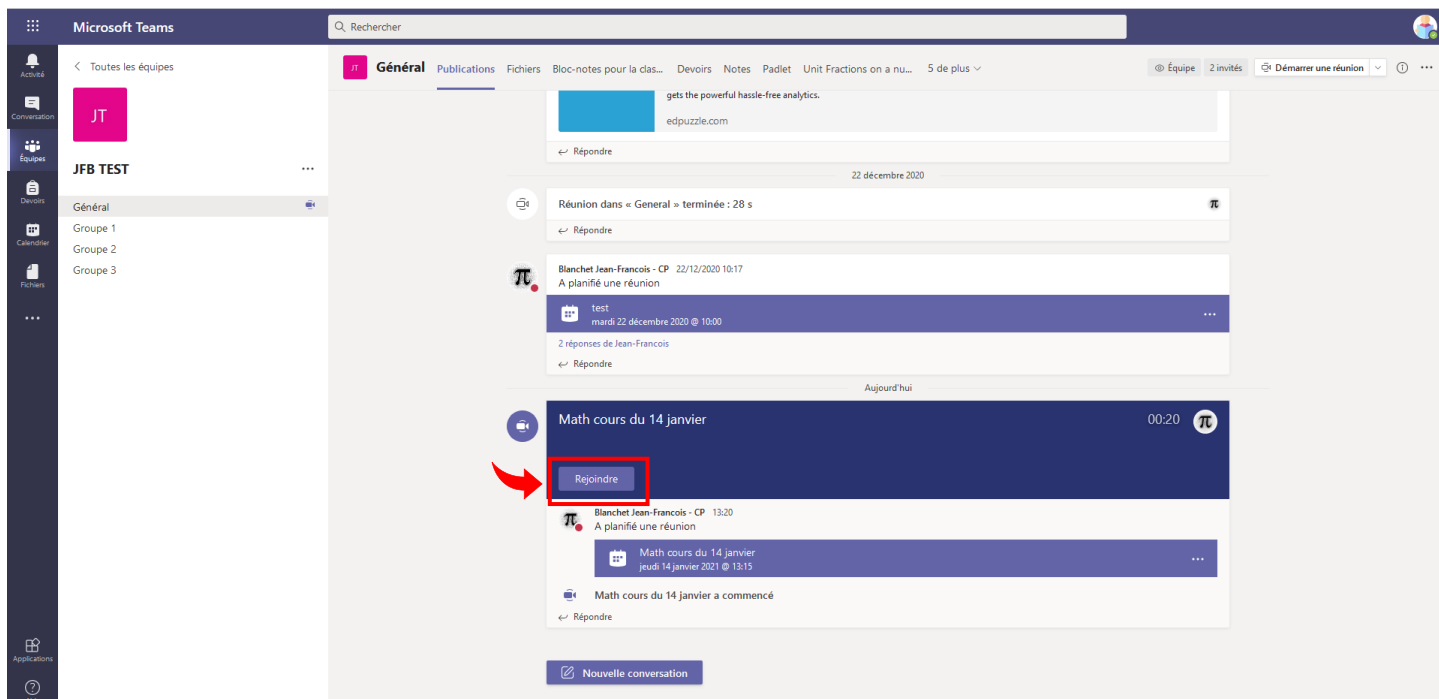 Microsoft Teams
Rechercher
Activité
Conversation
Équipes
Devoirs
Calendrier
Fichiers
Applications
Toutes les équipes
JT
JFB TEST
Général
Groupe 1
Groupe 2
Groupe 3
JT Général Publications Fichiers Bloc-notes pour la clas... Devoirs Notes Padlet Unit Fractions on a nu... 5 de plus
Équipe 2 invités Démarrer une réunion
gets the powerful hassle-free analytics.
edpuzzle.com
Répondre
22 décembre 2020
Réunion dans « General » terminée : 28 s
π
Répondre
π
Blanchet Jean-Francois - CP 22/12/2020 10:17
A planifié une réunion
test
mardi 22 décembre 2020 @ 10:00
2 réponses de Jean-Francois
Répondre
Aujourd'hui
Math cours du 14 janvier 00:20 π
Rejoindre
π
Blanchet Jean-Francois - CP 13:20
A planifié une réunion
Math cours du 14 janvier
jeudi 14 janvier 2021 @ 13:15
Math cours du 14 janvier a commencé
Répondre
Nouvelle conversation